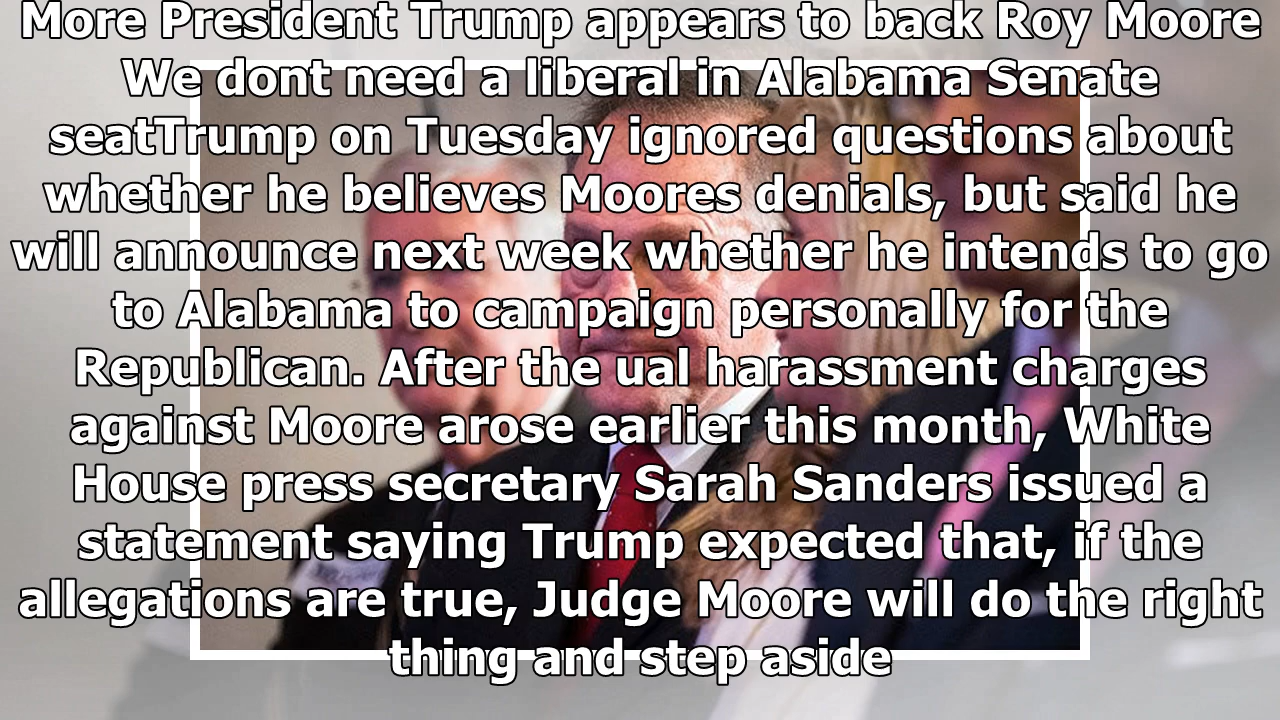 More President Trump appears to back Roy Moore
We dont need a liberal in Alabama Senate
seatTrump on Tuesday ignored questions about
whether he believes Moores denials, but said he
will announce next week whether he intends to go
to Alabama to campaign personally for the
Republican. After the ual harassment charges
against Moore arose earlier this month, White
House press secretary Sarah Sanders issued a
statement saying Trump expected that, if the
allegations are true, Judge Moore will do the right
thing and step aside